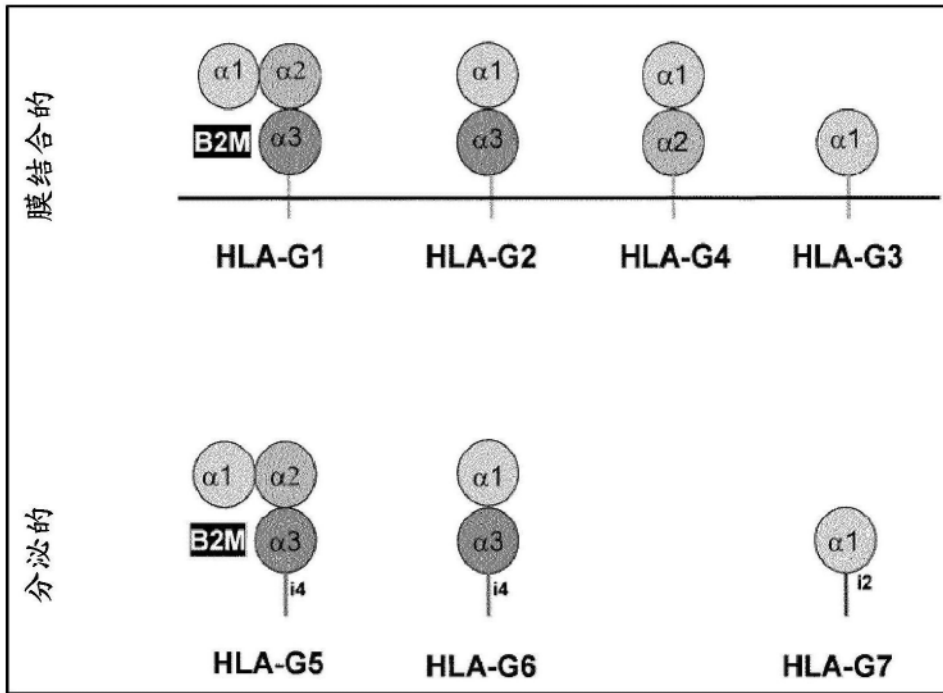 膜结合的
α1 α2 α1 α1
B2M α3 α3 α2 α1
HLA-G1 HLA-G2 HLA-G4 HLA-G3
分泌的
α1 α2 α1
B2M α3 α3 α1
i4 i4 i2
HLA-G5 HLA-G6 HLA-G7